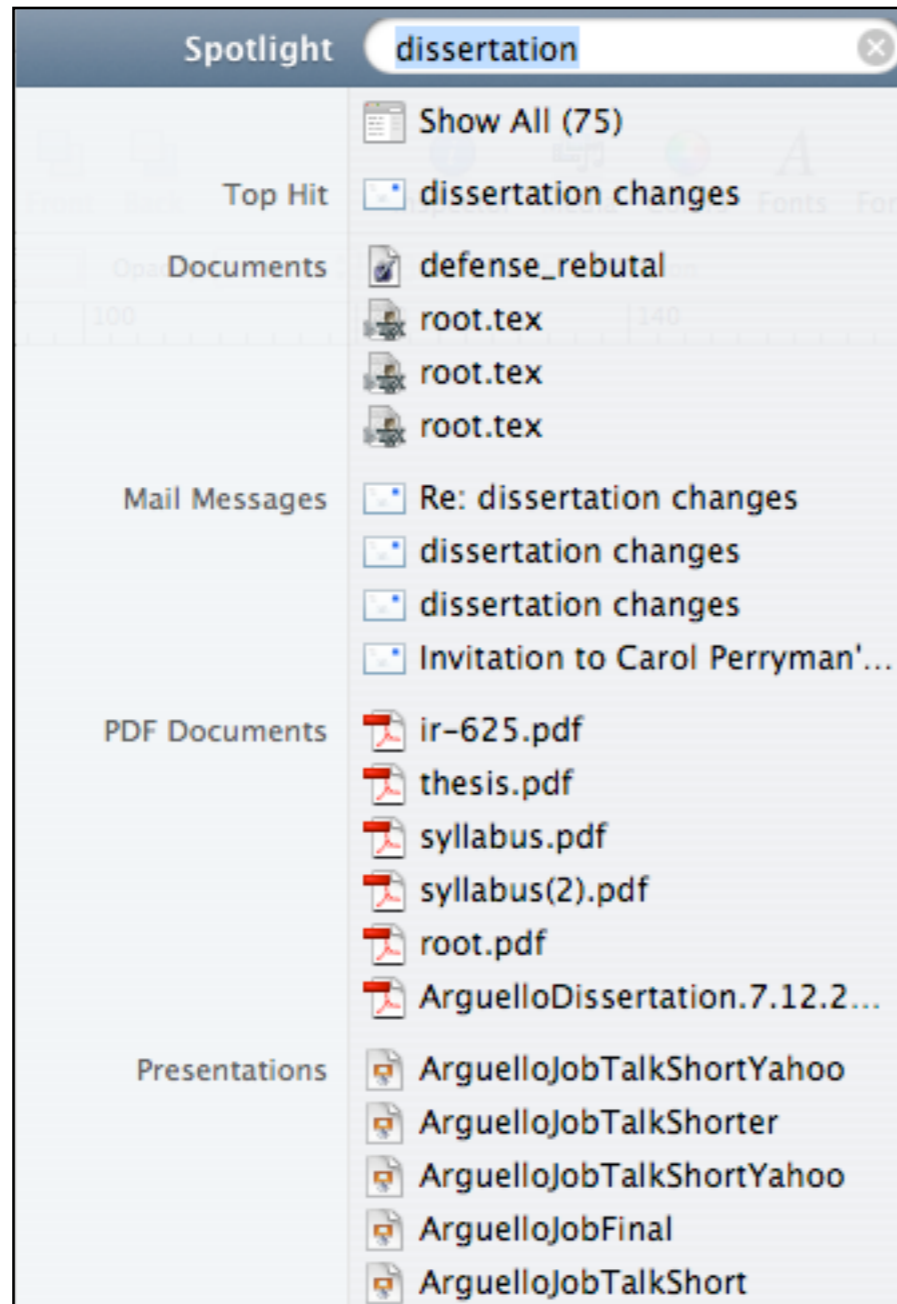 Spotlight dissertation
Show All (75)
Top Hit dissertation changes
Documents defense_rebutal
root.tex
root.tex
root.tex
Mail Messages Re: dissertation changes
dissertation changes
dissertation changes
Invitation to Carol Perryman'...
PDF Documents ir-625.pdf
thesis.pdf
syllabus.pdf
syllabus(2).pdf
root.pdf
ArguelloDissertation.7.12.2...
Presentations ArguelloJobTalkShortYahoo
ArguelloJobTalkShorter
ArguelloJobTalkShortYahoo
ArguelloJobFinal
ArguelloJobTalkShort